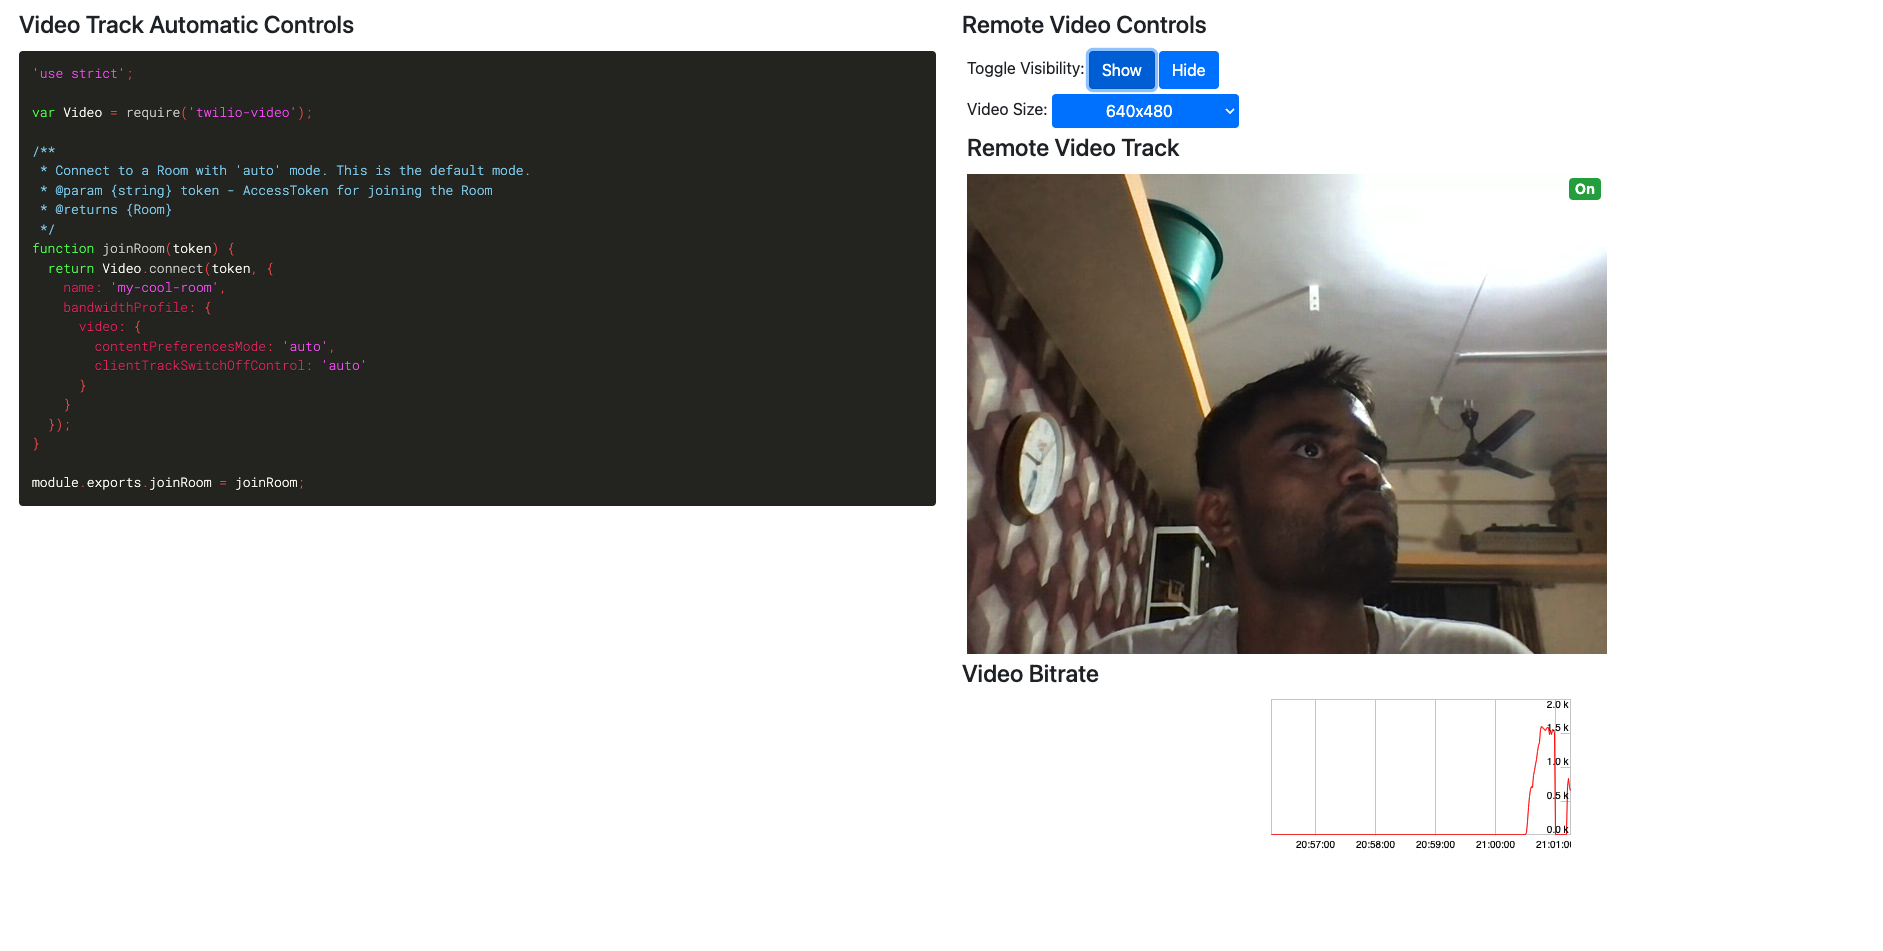 Video Track Automatic Controls
'use strict';
var Video = require('twilio-video');
/**
 * Connect to a Room with 'auto' mode. This is the default mode.
 * @param {string} token - AccessToken for joining the Room
 * @returns {Room}
 */
function joinRoom(token) {
  return Video.connect(token, {
    name: 'my-cool-room',
    bandwidthProfile: {
      video: {
        contentPreferencesMode: 'auto',
        clientTrackSwitchOffControl: 'auto'
      }
    }
  });
}
module.exports.joinRoom = joinRoom;
Remote Video Controls
Toggle Visibility: Show Hide
Video Size: 640x480
Remote Video Track
On
Video Bitrate
2.0 k
1.5 k
1.0 k
0.5 k
0.0 k
20:57:00 20:58:00 20:59:00 21:00:00 21:01:0